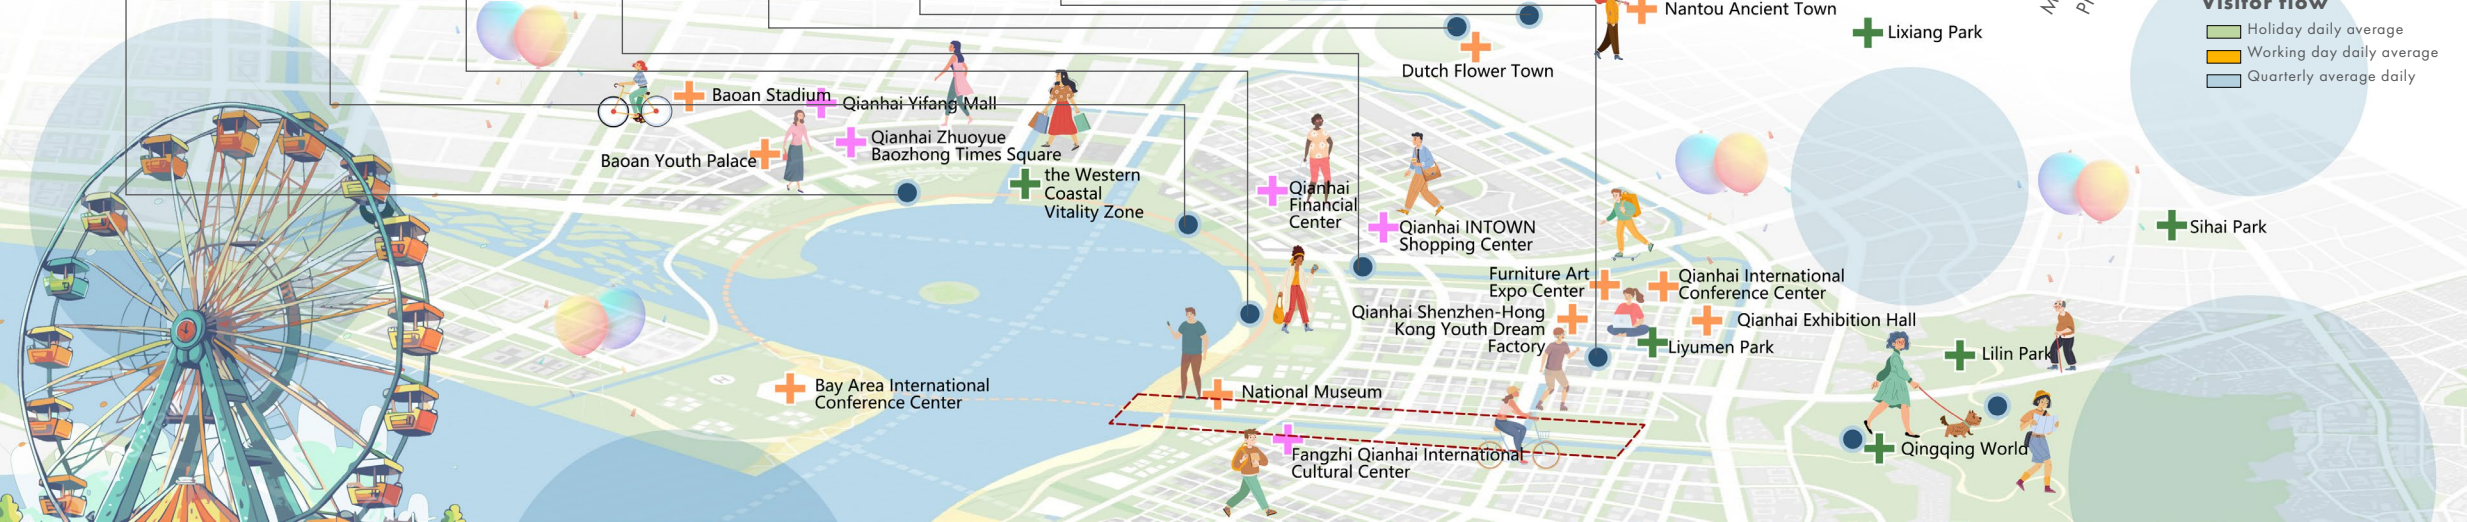 Nantou Ancient Town
Visitor flow
Lixiang Park
Holiday daily average
Working day daily average
Dutch Flower Town
Quarterly average daily
Baoan Stadium
Qianhai Yifang Mall
Qianhai Zhuoyue
Baozhong Times Square
Baoan Youth Palace
the Western
Coastal
Vitality Zone
Qianhai
Financial
Center
Qianhai INTOWN
Shopping Center
Sihai Park
Furniture Art
Expo Center
Qianhai International
Conference Center
Qianhai Shenzhen-Hong
Kong Youth Dream
Factory
Qianhai Exhibition Hall
Liyumen Park
Lilin Park
Bay Area International
Conference Center
National Museum
Fangzhi Qianhai International
Cultural Center
Qingqing World